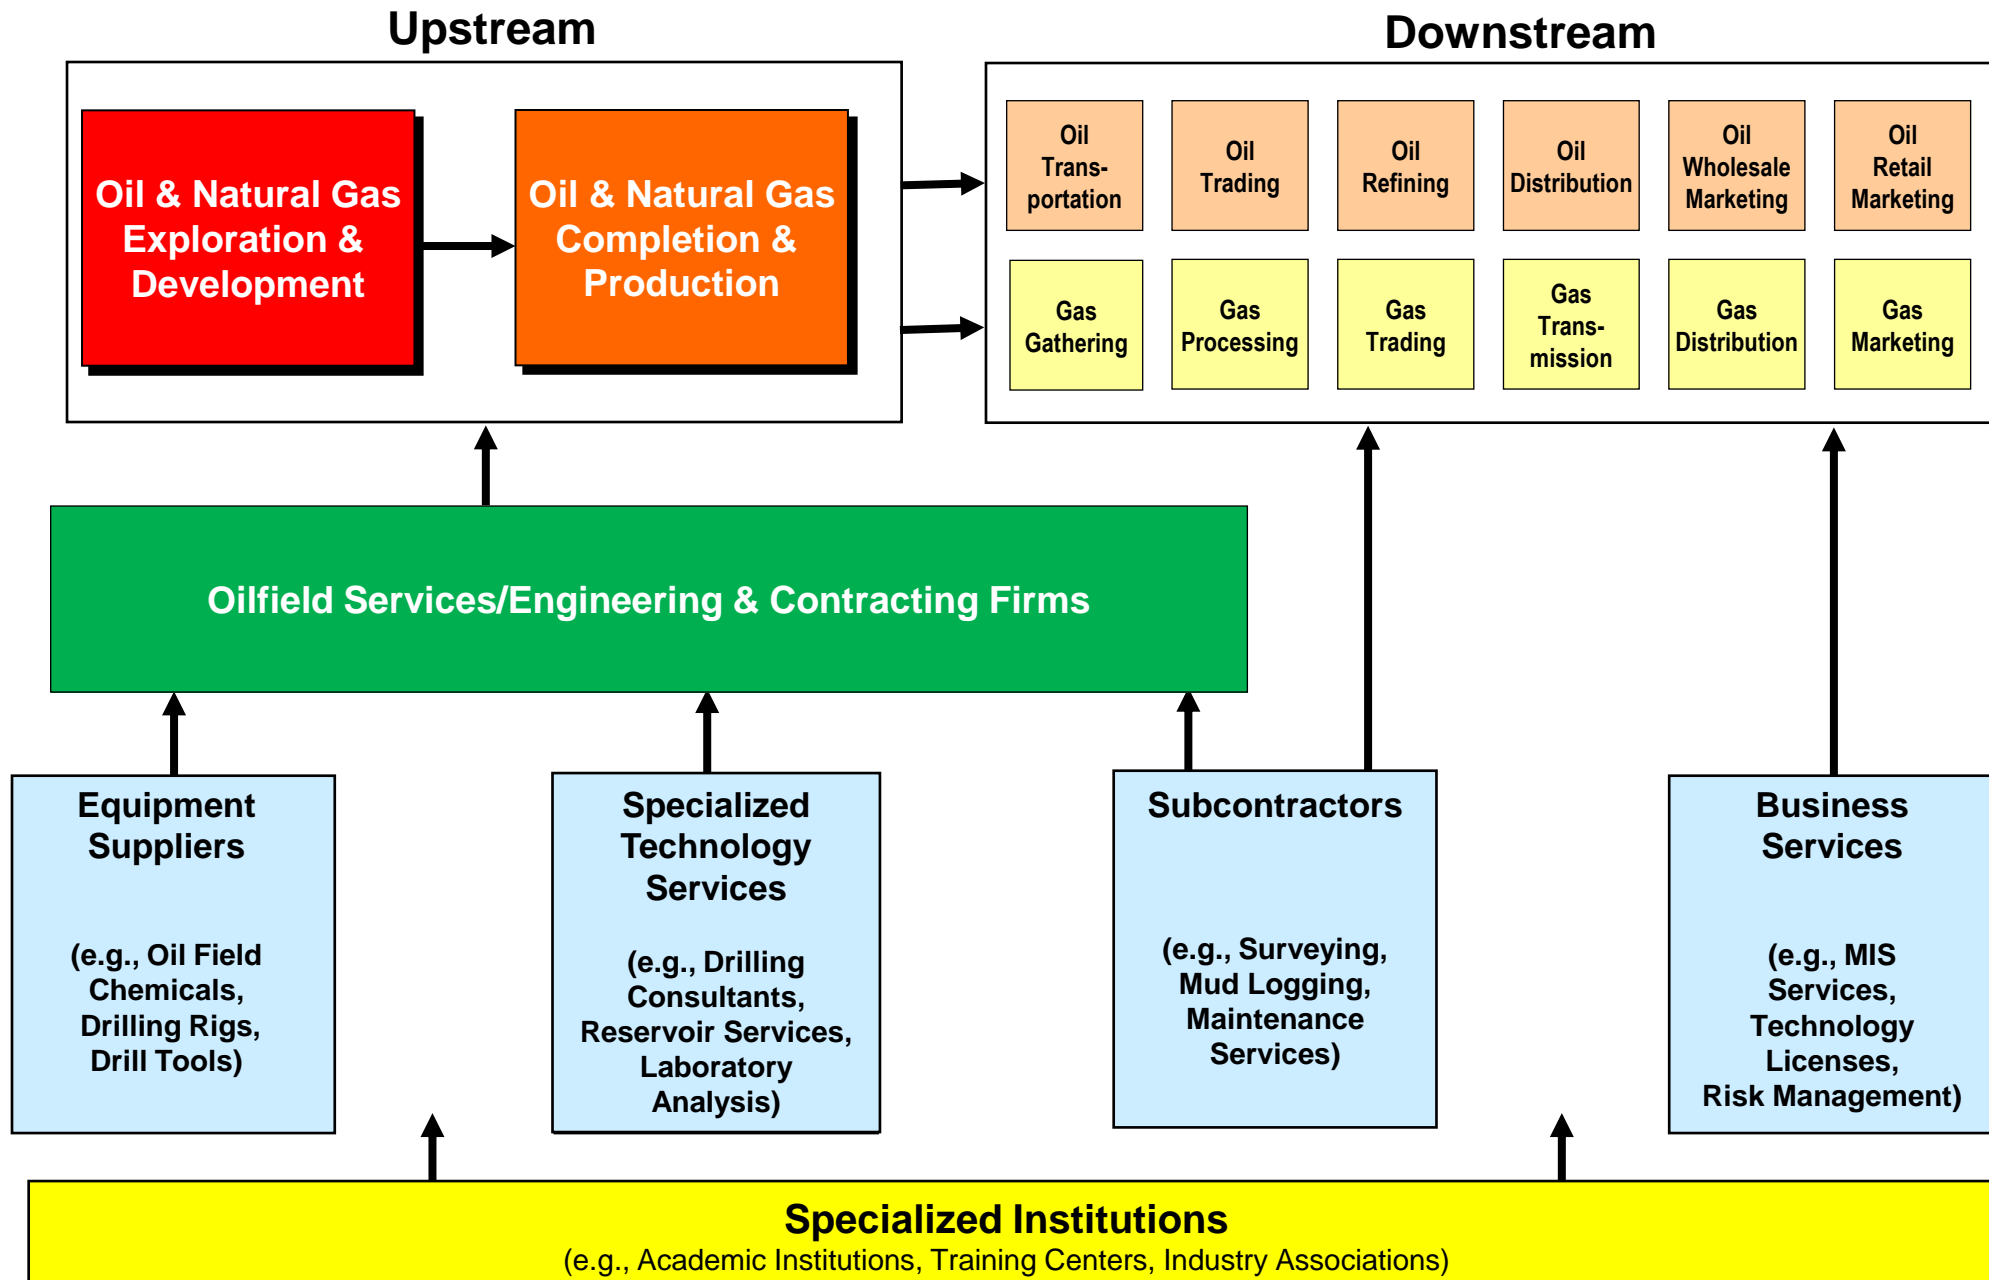 Upstream
Downstream
Oil & Natural Gas
Exploration &
Development
Oil & Natural Gas
Completion &
Production
Oil
Trans-
portation
Oil
Trading
Oil
Refining
Oil
Distribution
Oil
Wholesale
Marketing
Oil
Retail
Marketing
Gas
Gathering
Gas
Processing
Gas
Trading
Gas
Trans-
mission
Gas
Distribution
Gas
Marketing
Oilfield Services/Engineering & Contracting Firms
Equipment
Suppliers
(e.g., Oil Field
Chemicals,
Drilling Rigs,
Drill Tools)
Specialized
Technology
Services
(e.g., Drilling
Consultants,
Reservoir Services,
Laboratory
Analysis)
Subcontractors
(e.g., Surveying,
Mud Logging,
Maintenance
Services)
Business
Services
(e.g., MIS
Services,
Technology
Licenses,
Risk Management)
Specialized Institutions
(e.g., Academic Institutions, Training Centers, Industry Associations)